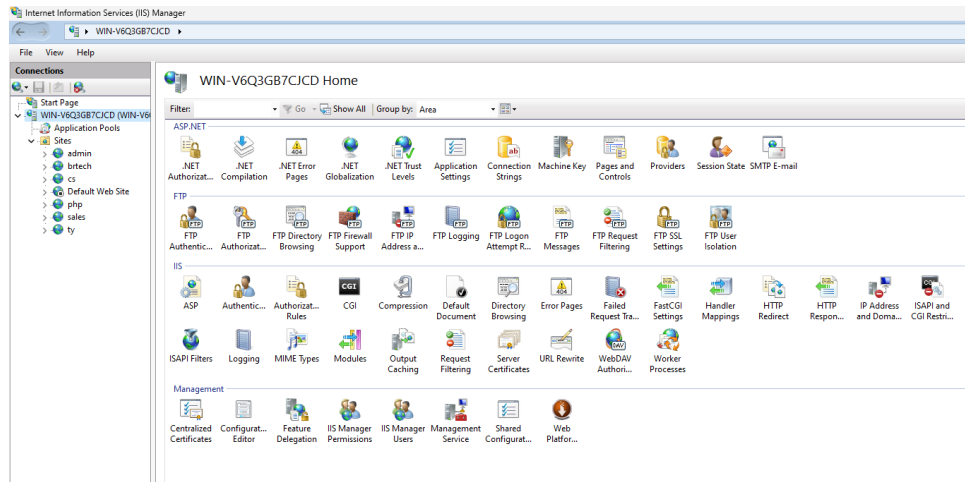 Internet Information Services (IIS) Manager
WIN-V6Q3GB7CJCD
File View Help
Connections
Start Page
WIN-V6Q3GB7CJCD (WIN-V6
Application Pools
Sites
admin
brtech
cs
Default Web Site
php
sales
ty
WIN-V6Q3GB7CJCD Home
Filter: Go Show All Group by: Area
ASP.NET
.NET Authorizat...
.NET Compilation
.NET Error Pages
.NET Globalization
.NET Trust Levels
Application Settings
Connection Strings
Machine Key
Pages and Controls
Providers
Session State
SMTP E-mail
FTP
FTP Authentic...
FTP Authorizat...
FTP Directory Browsing
FTP Firewall Support
FTP IP Address a...
FTP Logging
FTP Logon Attempt R...
FTP Messages
FTP Request Filtering
FTP SSL Settings
FTP User Isolation
IIS
ASP
Authentic...
Authorizat... Rules
CGI
Compression
Default Document
Directory Browsing
Error Pages
Failed Request Tra...
FastCGI Settings
Handler Mappings
HTTP Redirect
HTTP Respon...
IP Address and Doma...
ISAPI and CGI Restri...
ISAPI Filters
Logging
MIME Types
Modules
Output Caching
Request Filtering
Server Certificates
URL Rewrite
WebDAV Authori...
Worker Processes
Management
Centralized Certificates
Configurat... Editor
Feature Delegation
IIS Manager Permissions
IIS Manager Users
Management Service
Shared Configurat...
Web Platfor...